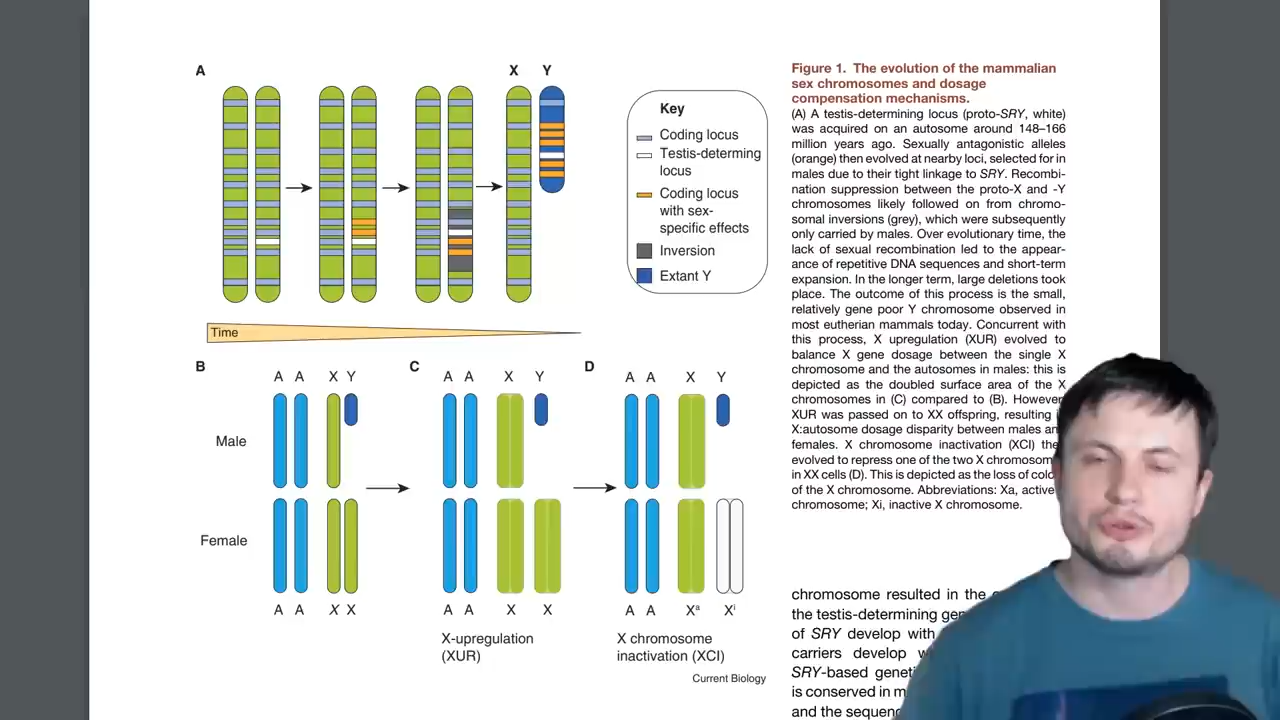 A
X Y
Key
Coding locus
Testis-determing
locus
Coding locus
with sex-
specific effects
Inversion
Extant Y
Time
B
C
D
A A X Y
A A X Y
A A X Y
Male
Female
A A X X
A A X X
A A Xᵃ Xⁱ
X-upregulation
(XUR)
X chromosome
inactivation (XCI)
Current Biology
Figure 1. The evolution of the mammalian
sex chromosomes and dosage
compensation mechanisms.
(A) A testis-determining locus (proto-SRY, white)
was acquired on an autosome around 148–166
million years ago. Sexually antagonistic alleles
(orange) then evolved at nearby loci, selected for in
males due to their tight linkage to SRY. Recombi-
nation suppression between the proto-X and -Y
chromosomes likely followed on from chromo-
somal inversions (grey), which were subsequently
only carried by males. Over evolutionary time, the
lack of sexual recombination led to the appear-
ance of repetitive DNA sequences and short-term
expansion. In the longer term, large deletions took
place. The outcome of this process is the small,
relatively gene poor Y chromosome observed in
most eutherian mammals today. Concurrent with
this process, X upregulation (XUR) evolved to
balance X gene dosage between the single X
chromosome and the autosomes in males: this is
depicted as the doubled surface area of the X
chromosomes in (C) compared to (B). However
XUR was passed on to XX offspring, resulting
X:autosome dosage disparity between males
females. X chromosome inactivation (XCI)
evolved to repress one of the two X
in XX cells (D). This is depicted as the loss of
of the X chromosome. Abbreviations: Xa, active
chromosome; Xi, inactive X chromosome.
chromosome resulted in the
the testis-determining
of SRY develop with
carriers develop
SRY-based
is conserved in
and the